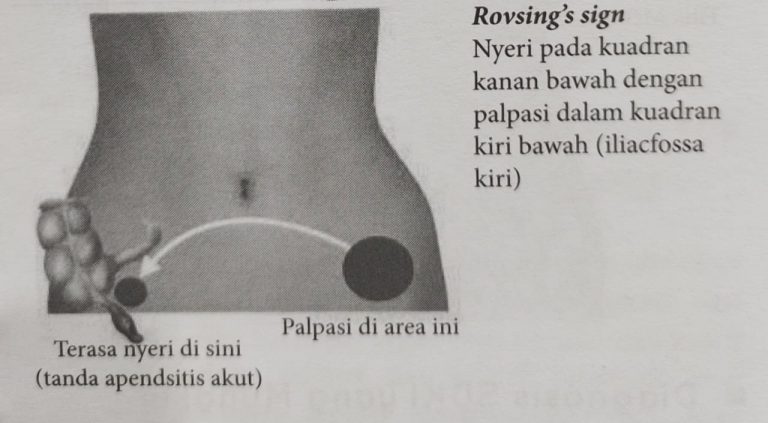 Rovsing's sign
Nyeri pada kuadran
kanan bawah dengan
palpasi dalam kuadran
kiri bawah (iliacfossa
kiri)
Palpasi di area ini
Terasa nyeri di sini
(tanda apendsitis akut)